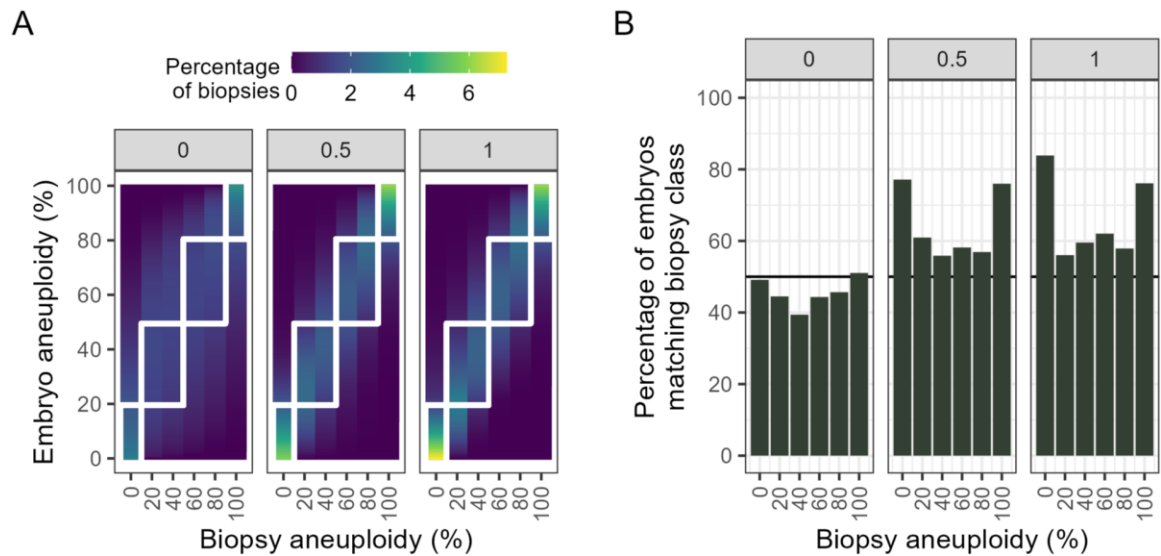 A
Percentage
of biopsies
0 2 4 6
0 0.5 1
Embryo aneuploidy (%)
100
80
60
40
20
0
0 20 40 60 80 100
0 20 40 60 80 100
0 20 40 60 80 100
Biopsy aneuploidy (%)
B
0 0.5 1
Percentage of embryos
matching biopsy class
100
80
60
40
20
0
0 20 40 60 80 100
0 20 40 60 80 100
0 20 40 60 80 100
Biopsy aneuploidy (%)